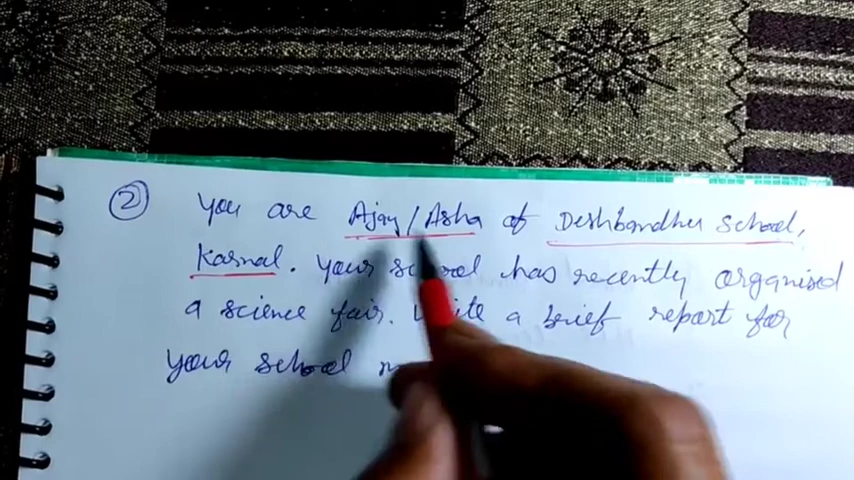 ② You are Ajay/Asha of Deshbandhu School,
Karnal. Your school has recently organised
a science fair. Write a brief report for
your school